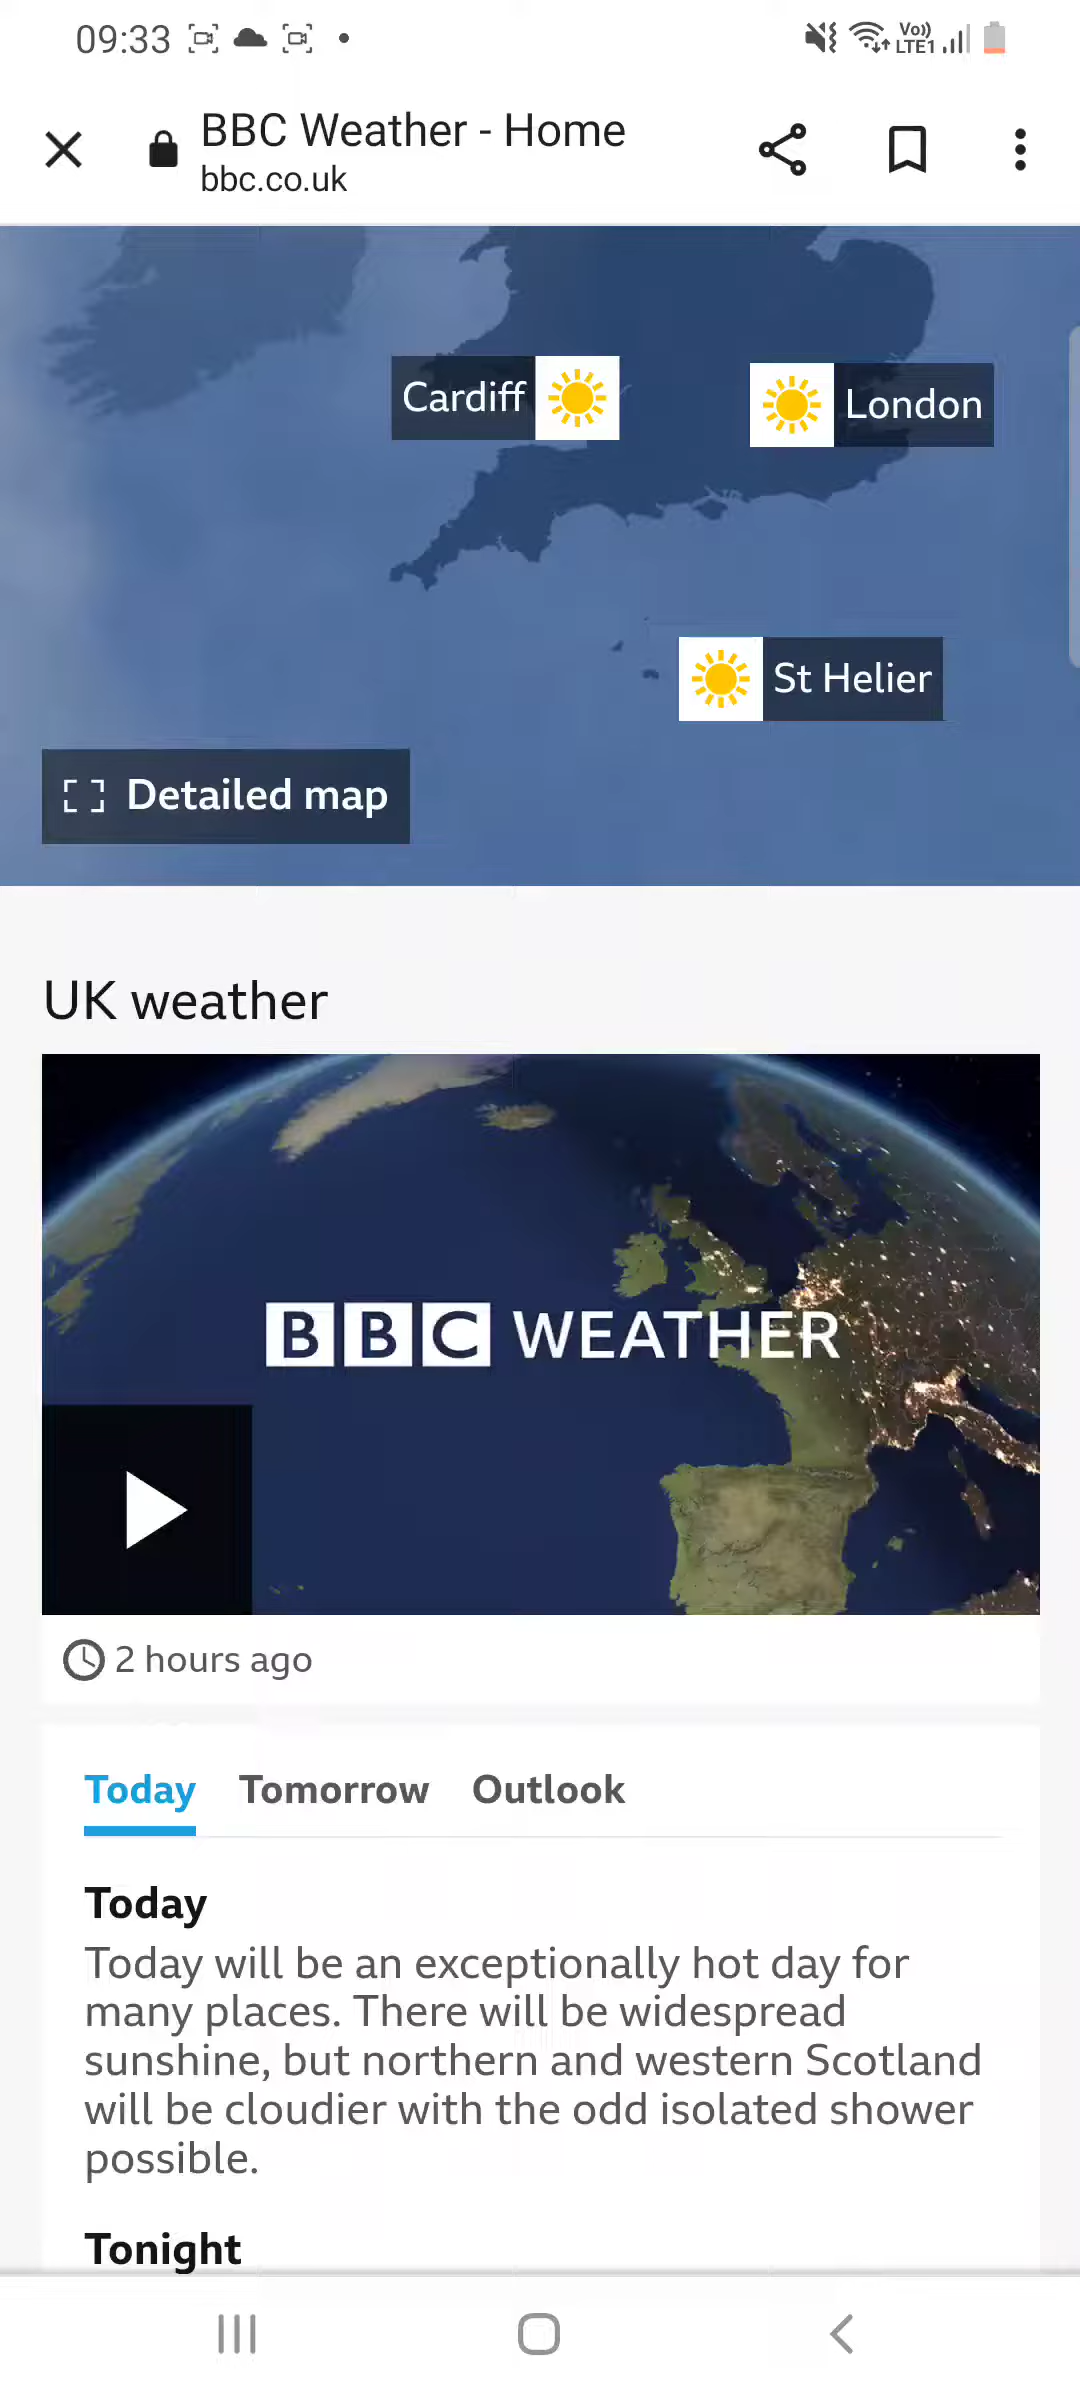 09:33
Vo)) LTE1
BBC Weather - Home
bbc.co.uk
Cardiff
London
St Helier
Detailed map
UK weather
BBC WEATHER
2 hours ago
Today Tomorrow Outlook
Today
Today will be an exceptionally hot day for
many places. There will be widespread
sunshine, but northern and western Scotland
will be cloudier with the odd isolated shower
possible.
Tonight